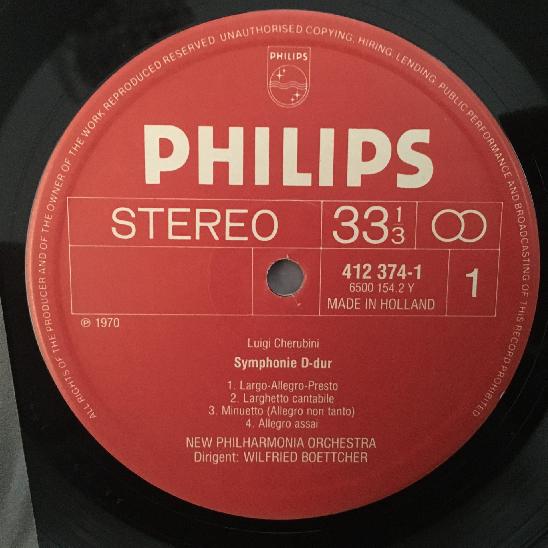 ALL RIGHTS OF THE PRODUCER AND OF THE OWNER OF THE WORK REPRODUCED RESERVED. UNAUTHORISED COPYING, HIRING, LENDING, PUBLIC PERFORMANCE AND BROADCASTING OF THIS RECORD PROHIBITED
PHILIPS
PHILIPS
STEREO
33 1/3
412 374-1
6500 154.2 Y
MADE IN HOLLAND
1
℗ 1970
Luigi Cherubini
Symphonie D-dur
1. Largo-Allegro-Presto
2. Larghetto cantabile
3. Minuetto (Allegro non tanto)
4. Allegro assai
NEW PHILHARMONIA ORCHESTRA
Dirigent: WILFRIED BOETTCHER